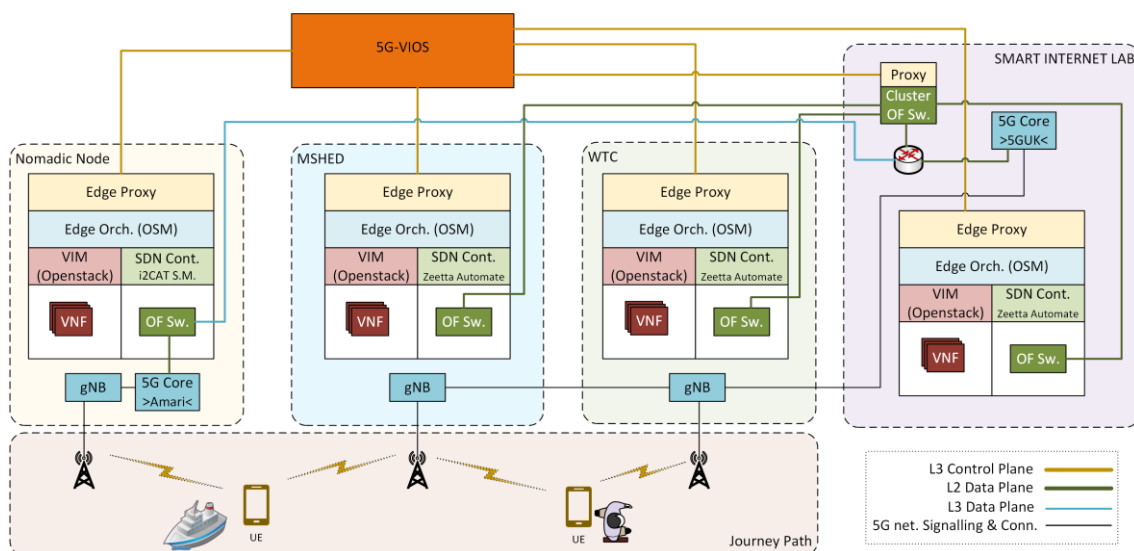 5G-VIOS
SMART INTERNET LAB
Proxy
Cluster
OF Sw.
5G Core
>5GUK<
Nomadic Node
Edge Proxy
Edge Orch. (OSM)
VIM
(Openstack)
SDN Cont.
i2CAT S.M.
VNF
OF Sw.
gNB
5G Core
>Amari<
MSHED
Edge Proxy
Edge Orch. (OSM)
VIM
(Openstack)
SDN Cont.
Zeetta Automate
VNF
OF Sw.
gNB
WTC
Edge Proxy
Edge Orch. (OSM)
VIM
(Openstack)
SDN Cont.
Zeetta Automate
VNF
OF Sw.
gNB
Edge Proxy
Edge Orch. (OSM)
VIM
(Openstack)
SDN Cont.
Zeetta Automate
VNF
OF Sw.
UE
UE
Journey Path
L3 Control Plane
L2 Data Plane
L3 Data Plane
5G net. Signalling & Conn.